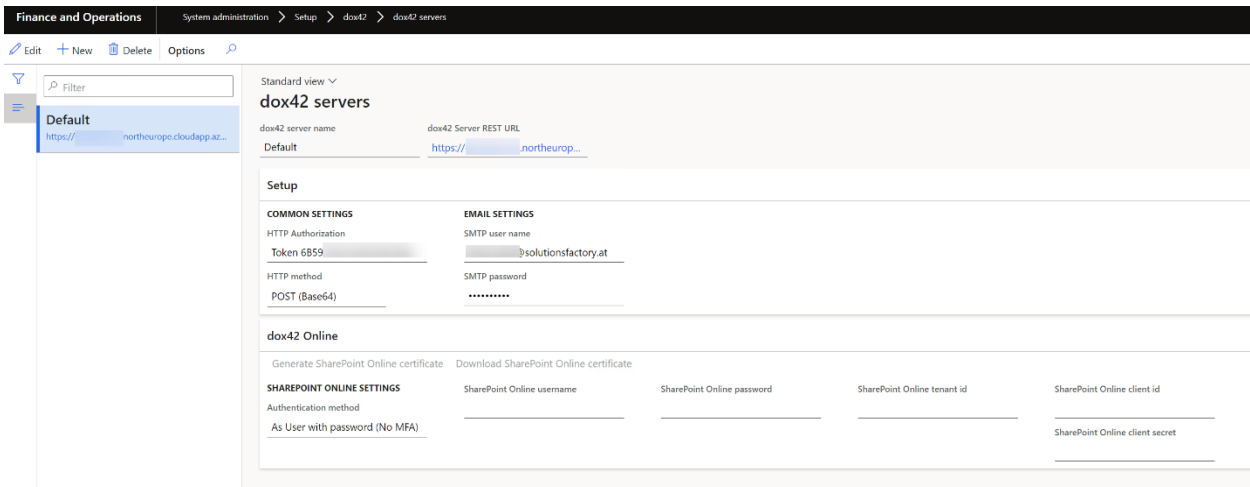 Finance and Operations System administration > Setup > dox42 > dox42 servers
Edit + New Delete Options
Filter
Default
https:// northeurope.cloudapp.az...
Standard view
dox42 servers
dox42 server name dox42 Server REST URL
Default https:// .northeurop...
Setup
COMMON SETTINGS EMAIL SETTINGS
HTTP Authorization SMTP user name
Token 6B59 @solutionsfactory.at
HTTP method SMTP password
POST (Base64) ••••••••••
dox42 Online
Generate SharePoint Online certificate Download SharePoint Online certificate
SHAREPOINT ONLINE SETTINGS SharePoint Online username SharePoint Online password SharePoint Online tenant id SharePoint Online client id
Authentication method
As User with password (No MFA)
SharePoint Online client secret